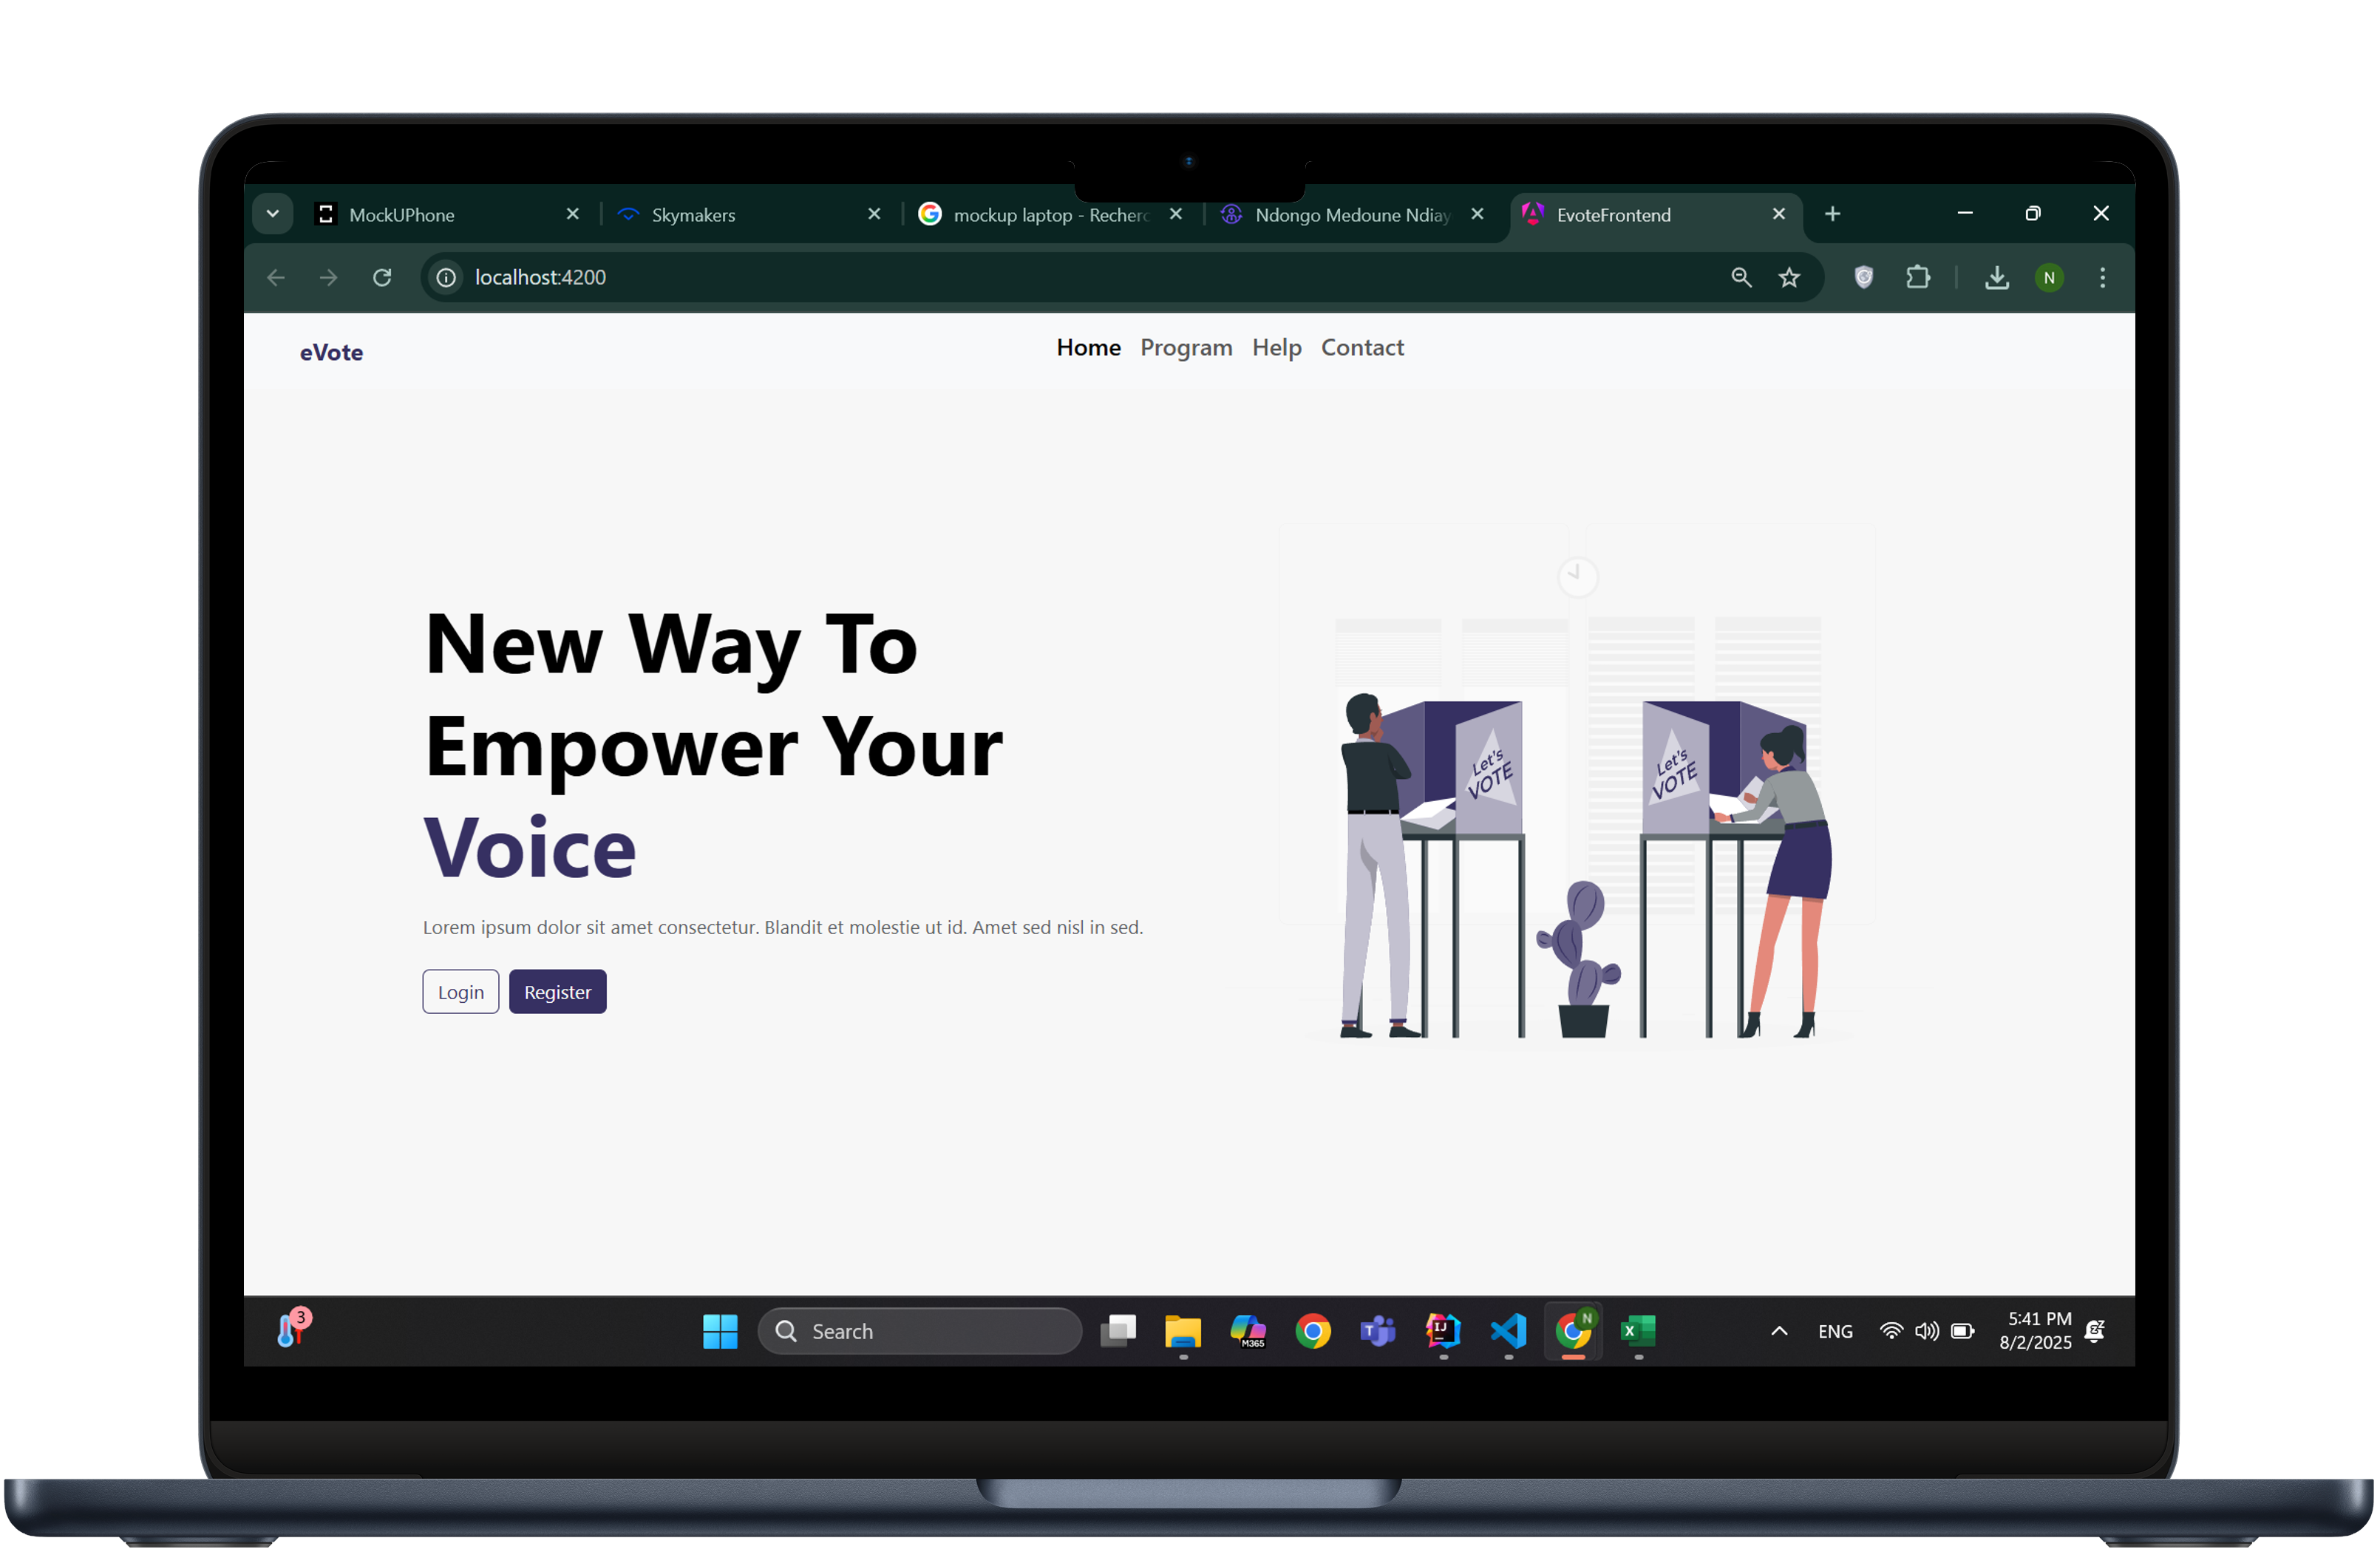 MockUPhone
Skymakers
mockup laptop - Recherc
Ndongo Medoune Ndiay
EvoteFrontend
localhost:4200
N
eVote
Home Program Help Contact
New Way To
Empower Your
Voice
Let's
VOTE
Let's
VOTE
Lorem ipsum dolor sit amet consectetur. Blandit et molestie ut id. Amet sed nisl in sed.
Login Register
3
Search
M365
T
IJ
N
X
ENG
5:41 PM
8/2/2025